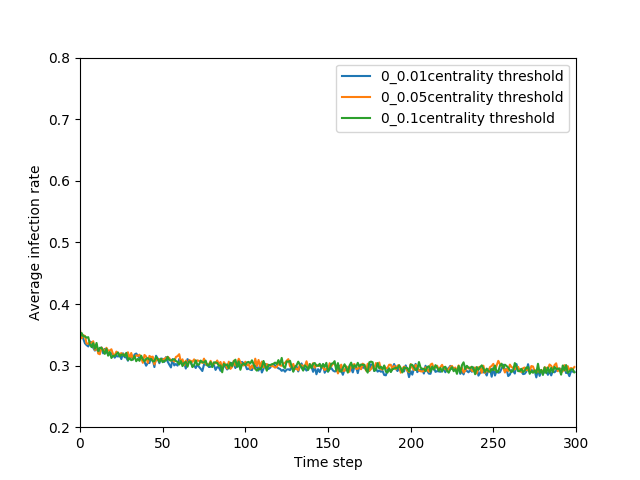 0.8
0.7
0.6
0.5
0.4
0.3
0.2
Average infection rate
0_0.01centrality threshold
0_0.05centrality threshold
0_0.1centrality threshold
0 50 100 150 200 250 300
Time step